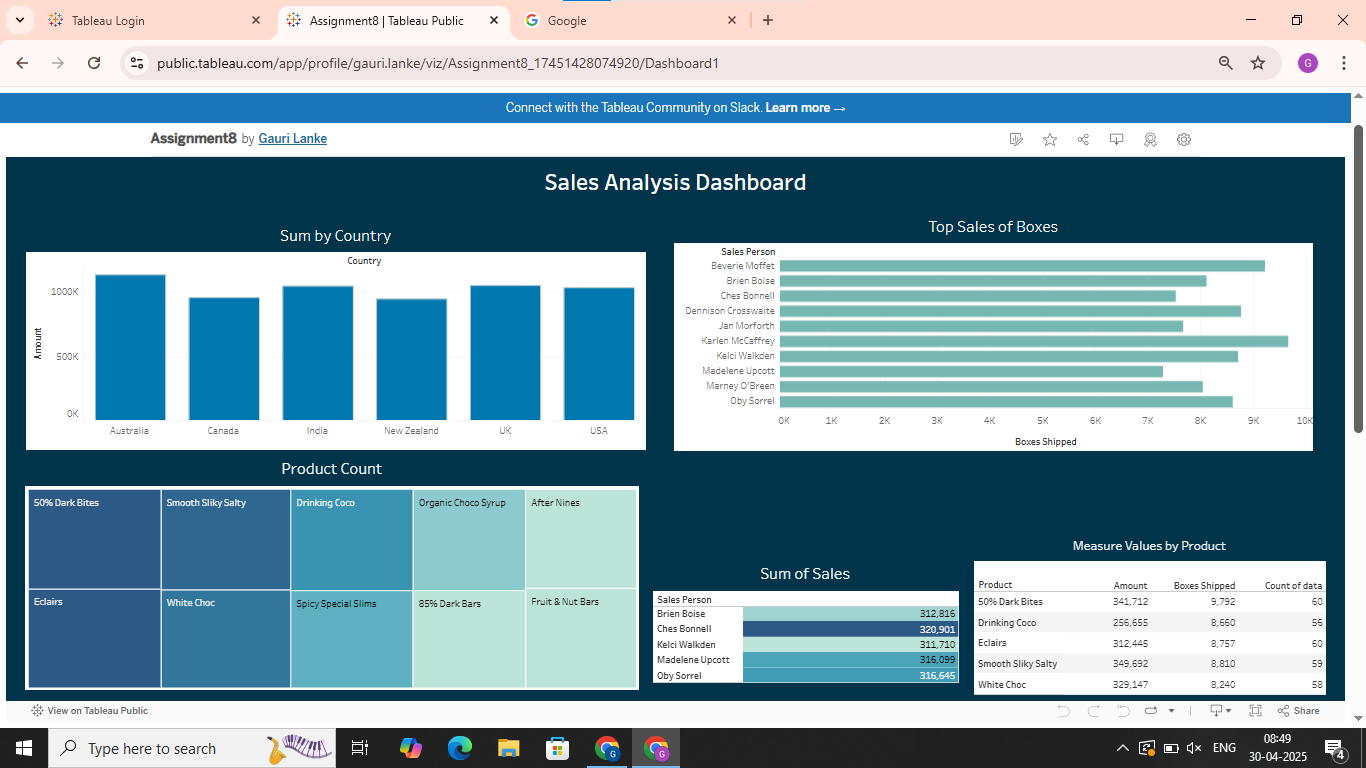 Tableau Login
Assignment8 | Tableau Public
Google
public.tableau.com/app/profile/gauri.lanke/viz/Assignment8_17451428074920/Dashboard1
G
Connect with the Tableau Community on Slack. Learn more →
Assignment8 by Gauri Lanke
Sales Analysis Dashboard
Sum by Country
Country
Amount
1000K
500K
0K
Australia Canada India New Zealand UK USA
Top Sales of Boxes
Sales Person
Beverie Moffet
Brien Boise
Ches Bonnell
Dennison Crosswaite
Jan Morforth
Karlen McCaffrey
Kelci Walkden
Madelene Upcott
Marney O'Breen
Oby Sorrel
0K 1K 2K 3K 4K 5K 6K 7K 8K 9K 10K
Boxes Shipped
Product Count
50% Dark Bites Smooth Sliky Salty Drinking Coco Organic Choco Syrup After Nines
Eclairs White Choc Spicy Special Slims 85% Dark Bars Fruit & Nut Bars
Sum of Sales
Sales Person
Brien Boise 312,816
Ches Bonnell 320,901
Kelci Walkden 311,710
Madelene Upcott 316,099
Oby Sorrel 316,645
Measure Values by Product
Product Amount Boxes Shipped Count of data
50% Dark Bites 341,712 9,792 60
Drinking Coco 256,655 8,660 56
Eclairs 312,445 8,757 60
Smooth Sliky Salty 349,692 8,810 59
White Choc 329,147 8,240 58
View on Tableau Public
Share
Type here to search
G
G
ENG
08:49
30-04-2025
4